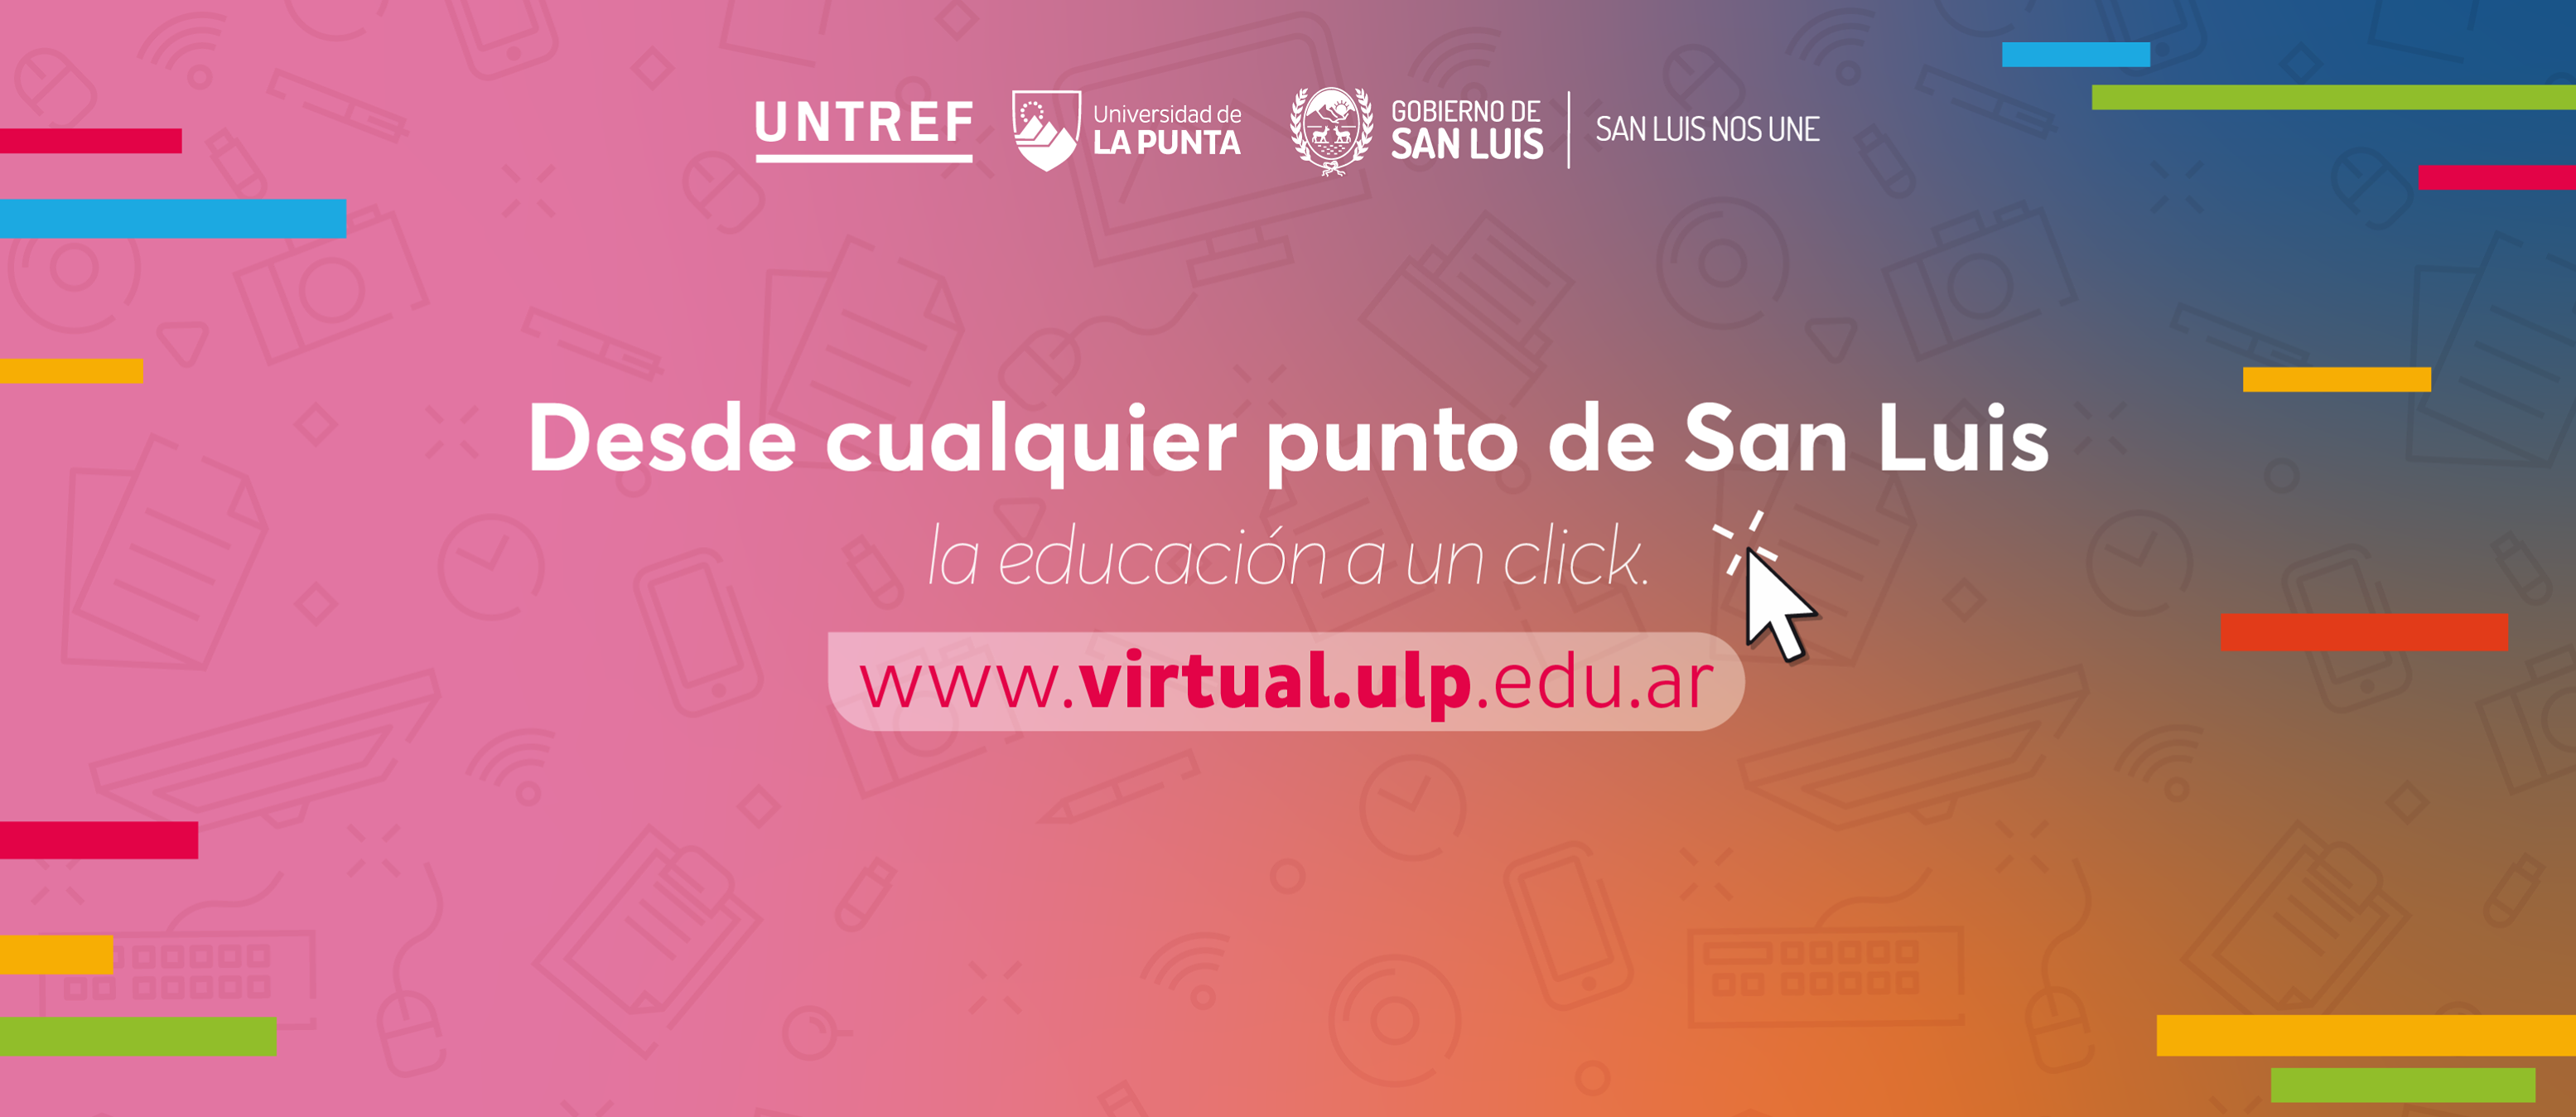 UNTREF
Universidad de
LA PUNTA
GOBIERNO DE
SAN LUIS
SAN LUIS NOS UNE
Desde cualquier punto de San Luis
la educación a un click.
www.virtual.ulp.edu.ar